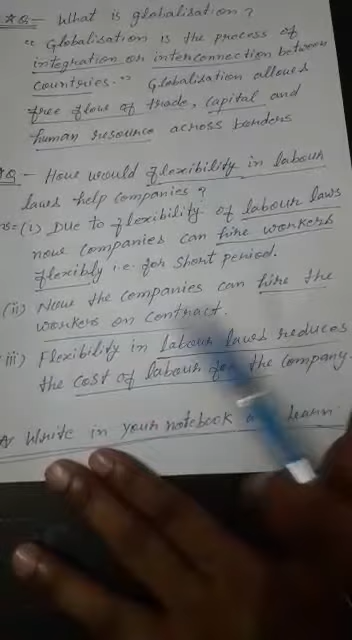 *Q - What is globalisation?
"Globalisation is the process of
integration or interconnection between
countries." Globalisation allowed
free flow of trade, capital and
human resource across borders
*Q - How would flexibility in labour
laws help companies?
ns=(i) Due to flexibility of labour laws
now companies can hire workers
flexibly i.e. for short period.
(ii) Now the companies can hire the
workers on contract.
iii) Flexibility in labour laws reduces
the cost of labour for the company.
Write in your notebook learn.